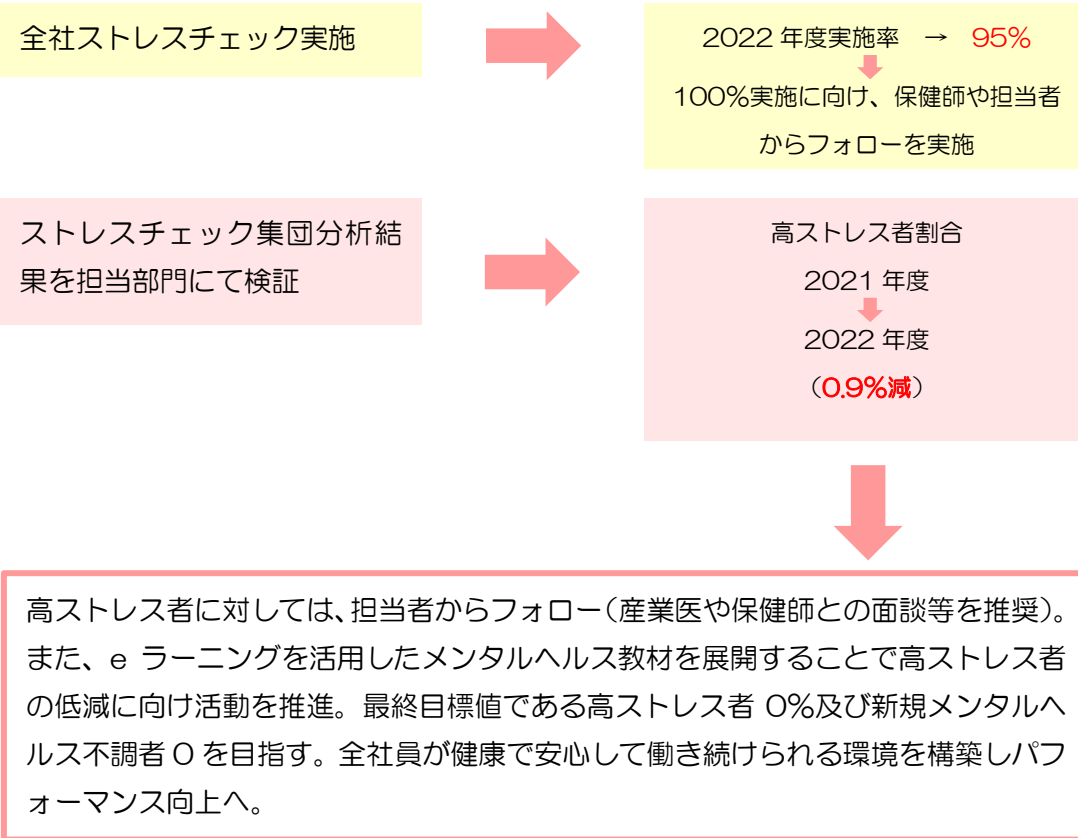 全社ストレスチェック実施
2022 年度実施率 → 95%
100%実施に向け、保健師や担当者
からフォローを実施
ストレスチェック集団分析結
果を担当部門にて検証
高ストレス者割合
2021 年度
2022 年度
（0.9%減）
高ストレス者に対しては、担当者からフォロー（産業医や保健師との面談等を推奨）。
また、e ラーニングを活用したメンタルヘルス教材を展開することで高ストレス者
の低減に向け活動を推進。最終目標値である高ストレス者 0%及び新規メンタルヘ
ルス不調者 0 を目指す。全社員が健康で安心して働き続けられる環境を構築しパフ
ォーマンス向上へ。